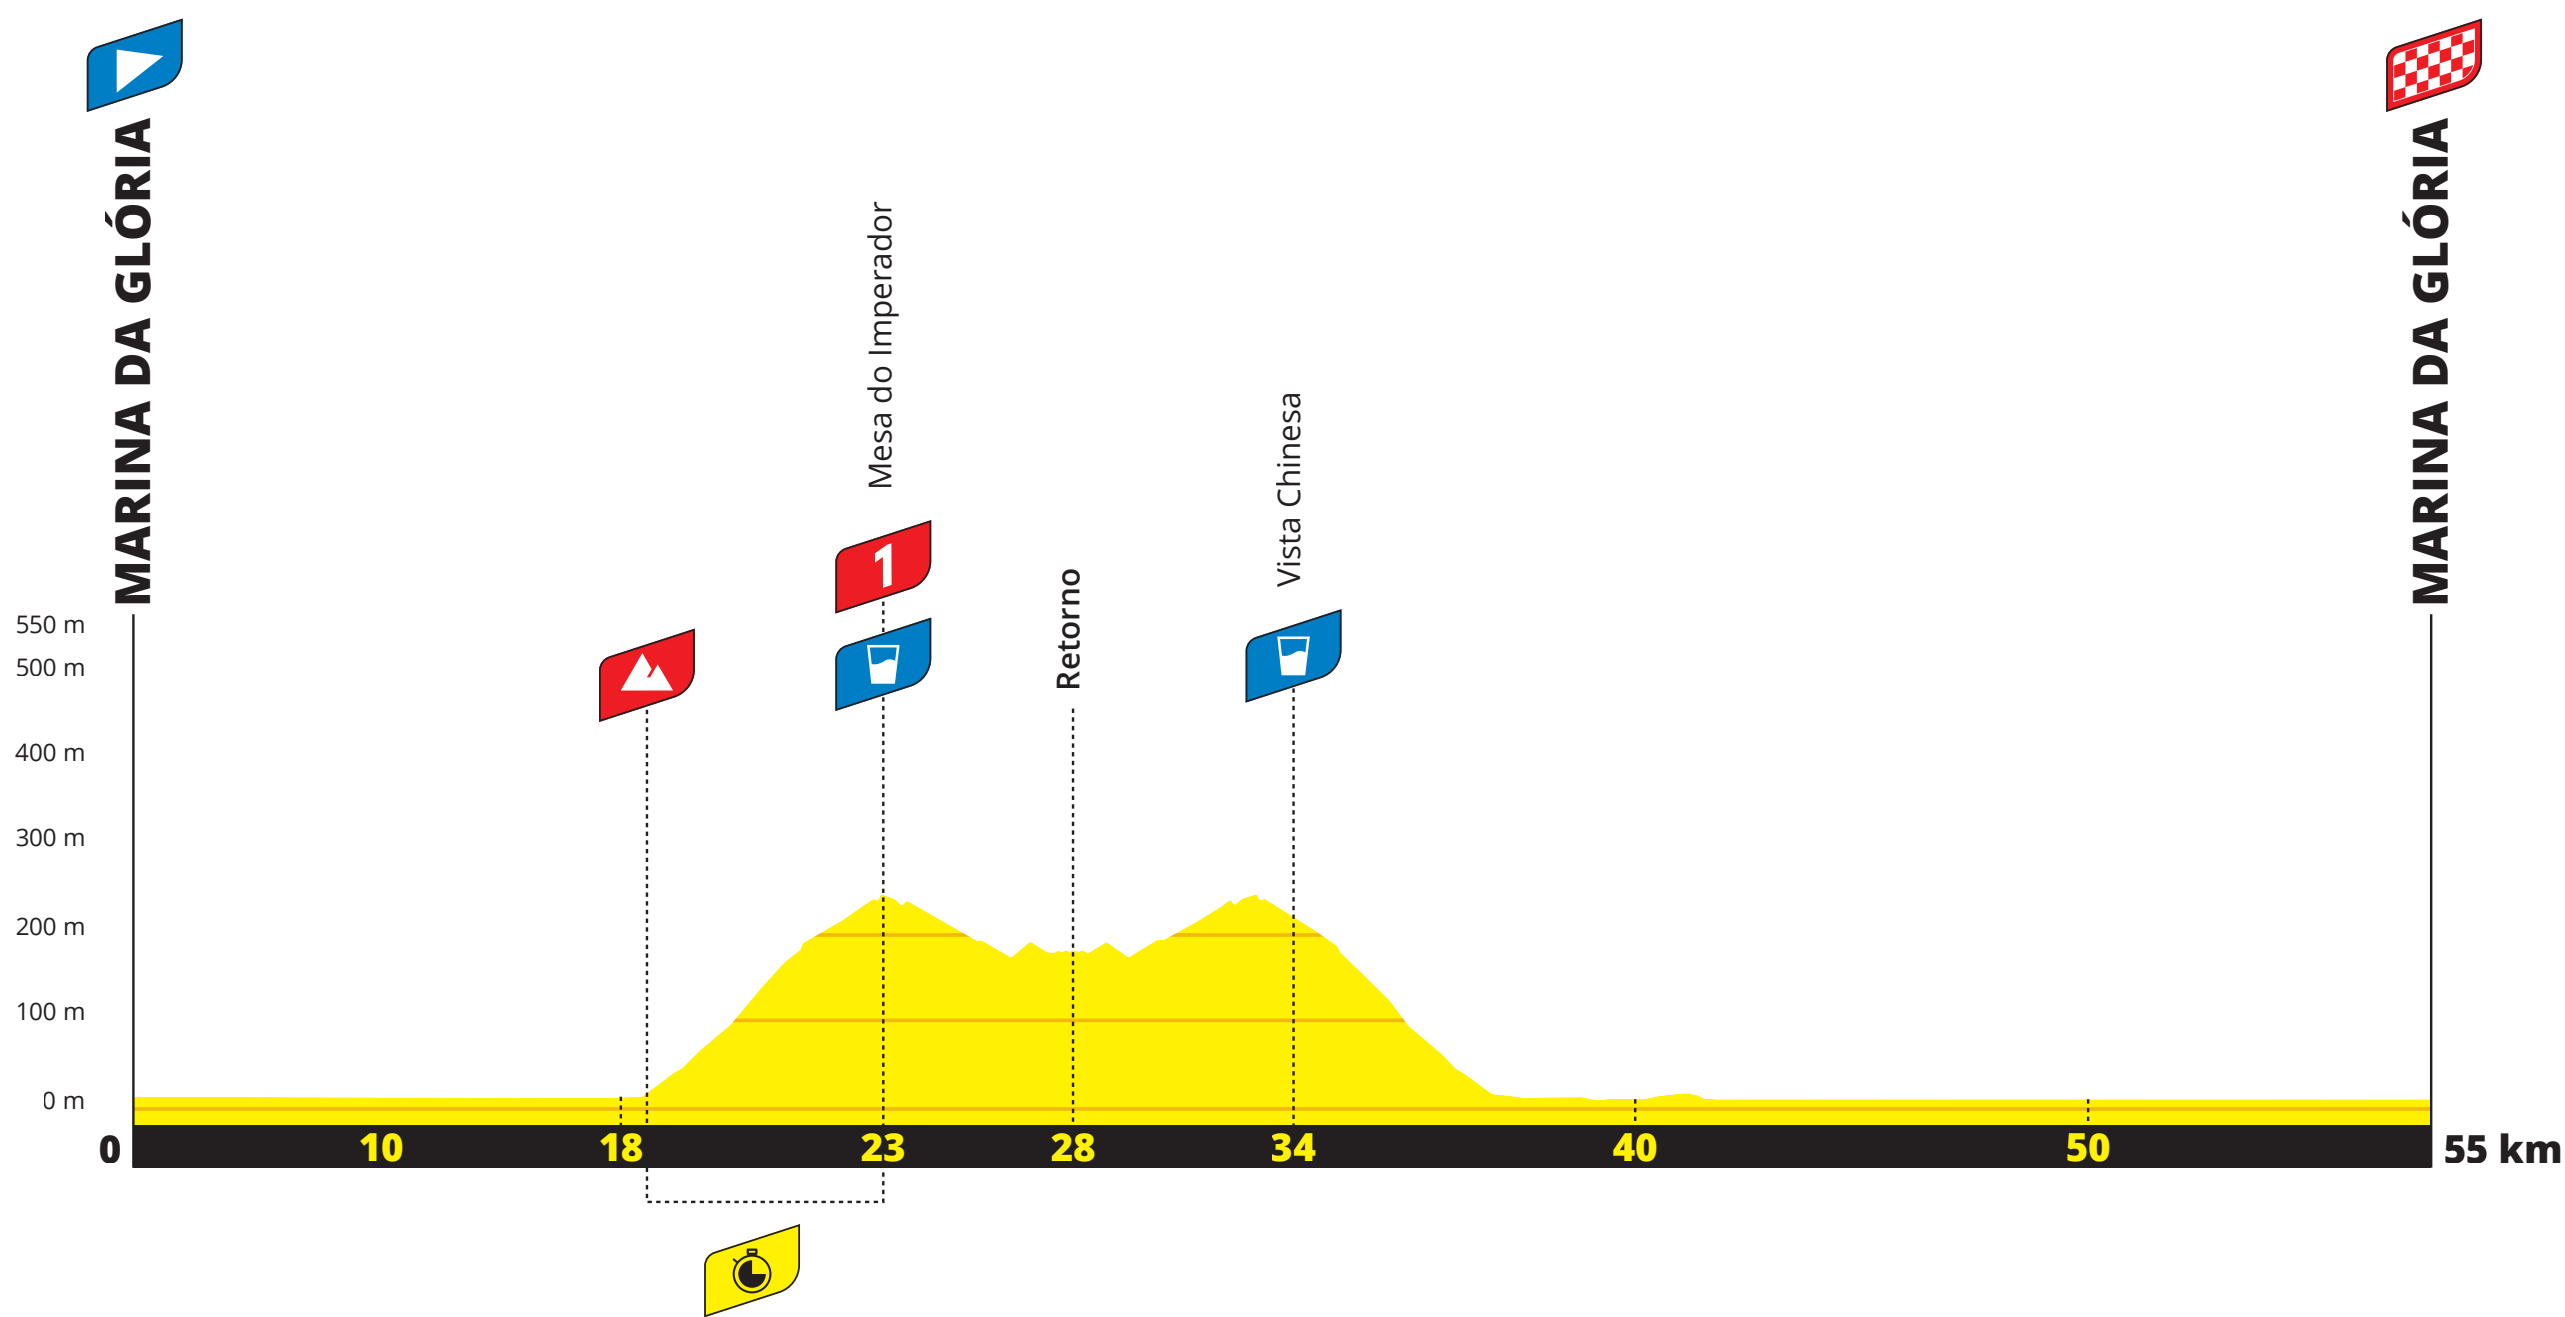 MARINA DA GLÓRIA
MARINA DA GLÓRIA
Mesa do Imperador
Vista Chinesa
1
Retorno
550 m
500 m
400 m
300 m
200 m
100 m
0 m
0 10 18 23 28 34 40 50 55 km